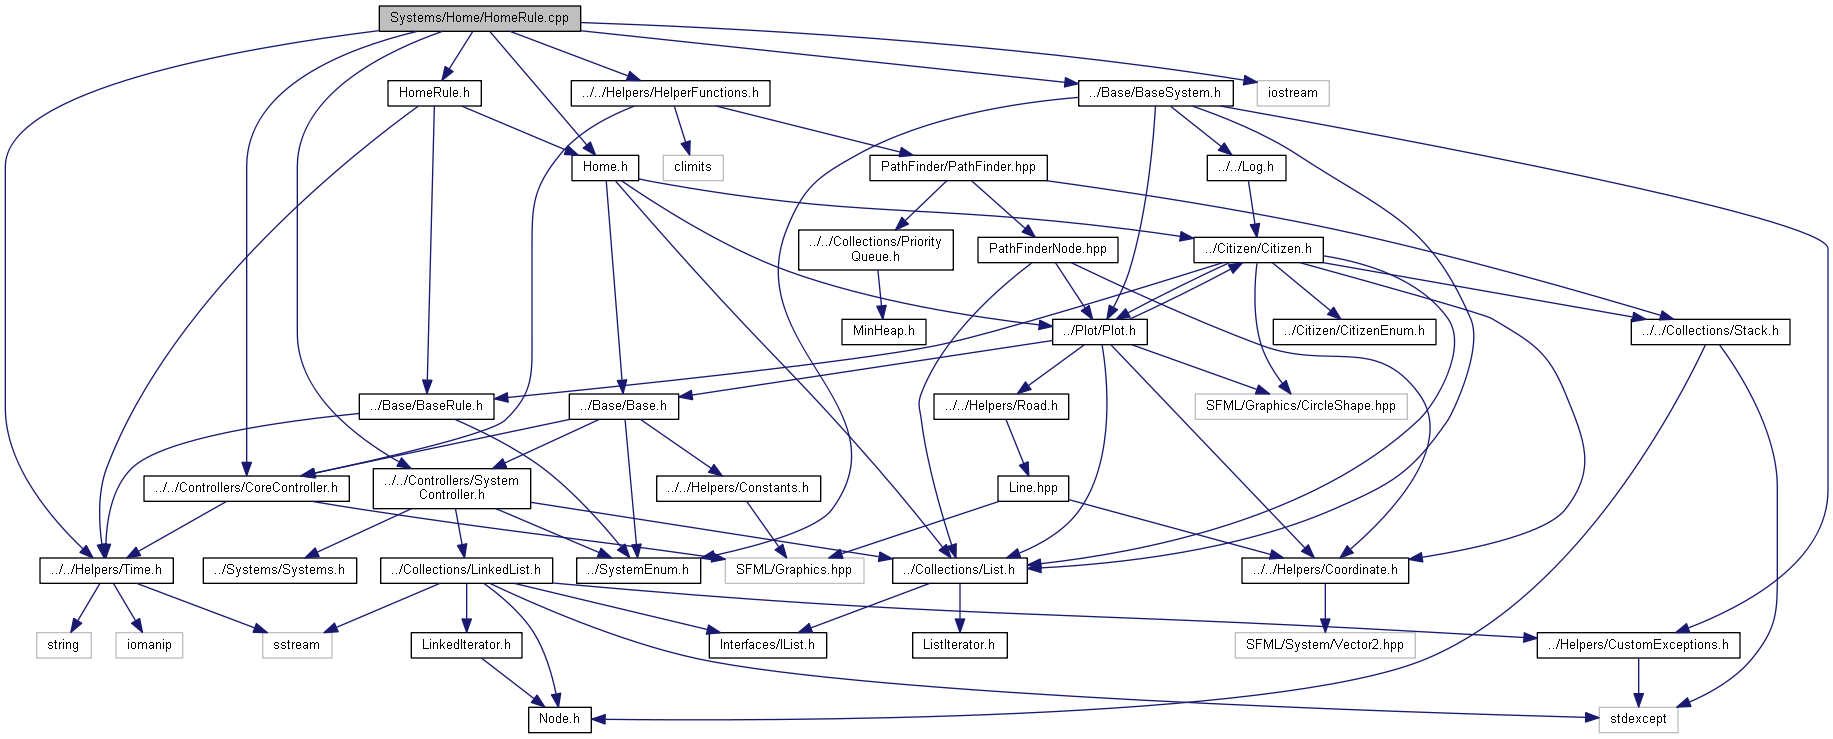 Systems/Home/HomeRule.cpp
HomeRule.h
../../Helpers/HelperFunctions.h
../Base/BaseSystem.h
iostream
Home.h
climits
PathFinder/PathFinder.hpp
../../Log.h
../../Collections/Priority
Queue.h
PathFinderNode.hpp
../Citizen/Citizen.h
MinHeap.h
../Plot/Plot.h
../Citizen/CitizenEnum.h
../../Collections/Stack.h
../Base/BaseRule.h
../Base/Base.h
../../Helpers/Road.h
SFML/Graphics/CircleShape.hpp
../../Controllers/CoreController.h
../../Controllers/System
Controller.h
../../Helpers/Constants.h
Line.hpp
../../Helpers/Time.h
../Systems/Systems.h
../Collections/LinkedList.h
../SystemEnum.h
SFML/Graphics.hpp
../Collections/List.h
../../Helpers/Coordinate.h
string
iomanip
sstream
LinkedIterator.h
Interfaces/IList.h
ListIterator.h
SFML/System/Vector2.hpp
../Helpers/CustomExceptions.h
Node.h
stdexcept